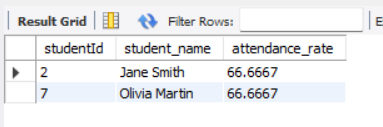 Result Grid Filter Rows: E
studentId student_name attendance_rate
2 Jane Smith 66.6667
7 Olivia Martin 66.6667